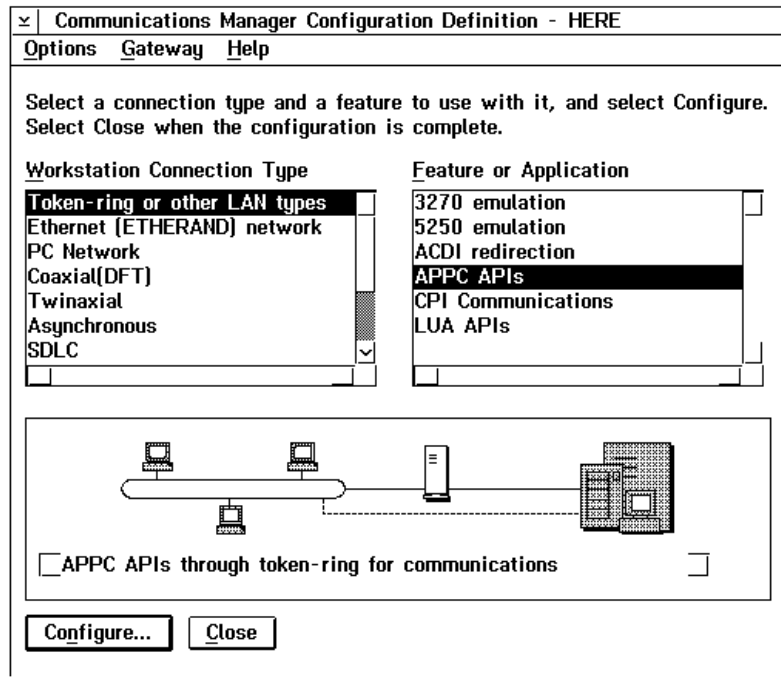 Communications Manager Configuration Definition - HERE
Options Gateway Help
Select a connection type and a feature to use with it, and select Configure.
Select Close when the configuration is complete.
Workstation Connection Type
Token-ring or other LAN types
Ethernet (ETHERAND) network
PC Network
Coaxial(DFT)
Twinaxial
Asynchronous
SDLC
Feature or Application
3270 emulation
5250 emulation
ACDI redirection
APPC APIs
CPI Communications
LUA APIs
APPC APIs through token-ring for communications
Configure... Close